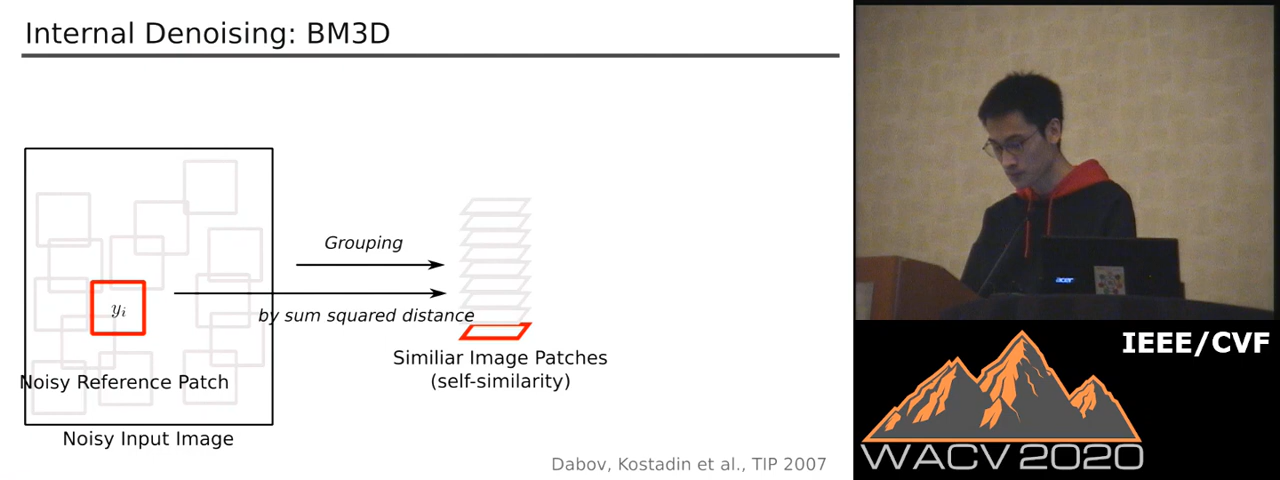 Internal Denoising: BM3D
Grouping
by sum squared distance
y_i
Similiar Image Patches
(self-similarity)
Noisy Reference Patch
Noisy Input Image
Dabov, Kostadin et al., TIP 2007
acer
IEEE/CVF
WACV 2020